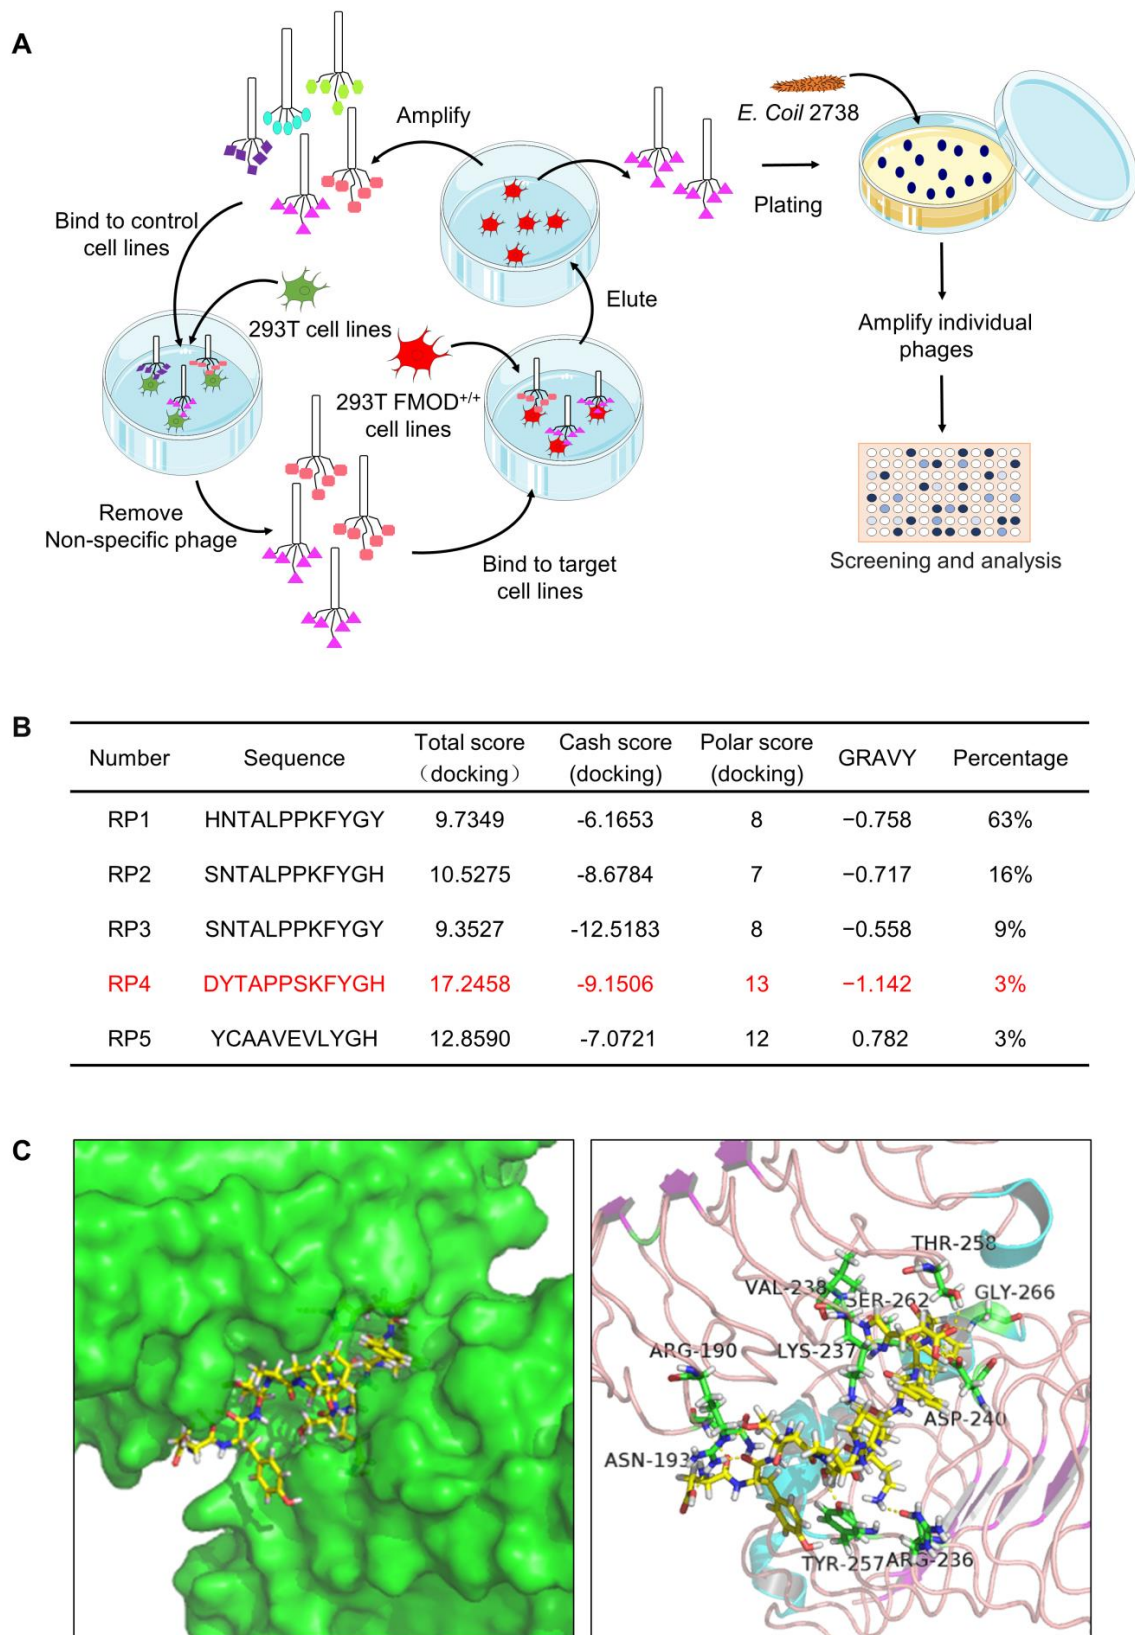 A
Amplify
E. Coil 2738
Plating
Bind to control
cell lines
293T cell lines
Elute
293T FMOD+/+
cell lines
Amplify individual
phages
Remove
Non-specific phage
Bind to target
cell lines
Screening and analysis
B
Number Sequence Total score (docking) Cash score (docking) Polar score (docking) GRAVY Percentage
RP1 HNTALPPKFYGY 9.7349 -6.1653 8 −0.758 63%
RP2 SNTALPPKFYGH 10.5275 -8.6784 7 −0.717 16%
RP3 SNTALPPKFYGY 9.3527 -12.5183 8 −0.558 9%
RP4 DYTAPPSKFYGH 17.2458 -9.1506 13 −1.142 3%
RP5 YCAAVEVLYGH 12.8590 -7.0721 12 0.782 3%
C
THR-258
VAL-238
SER-262
GLY-266
ARG-190
LYS-237
ASP-240
ASN-193
TYR-257
ARG-236